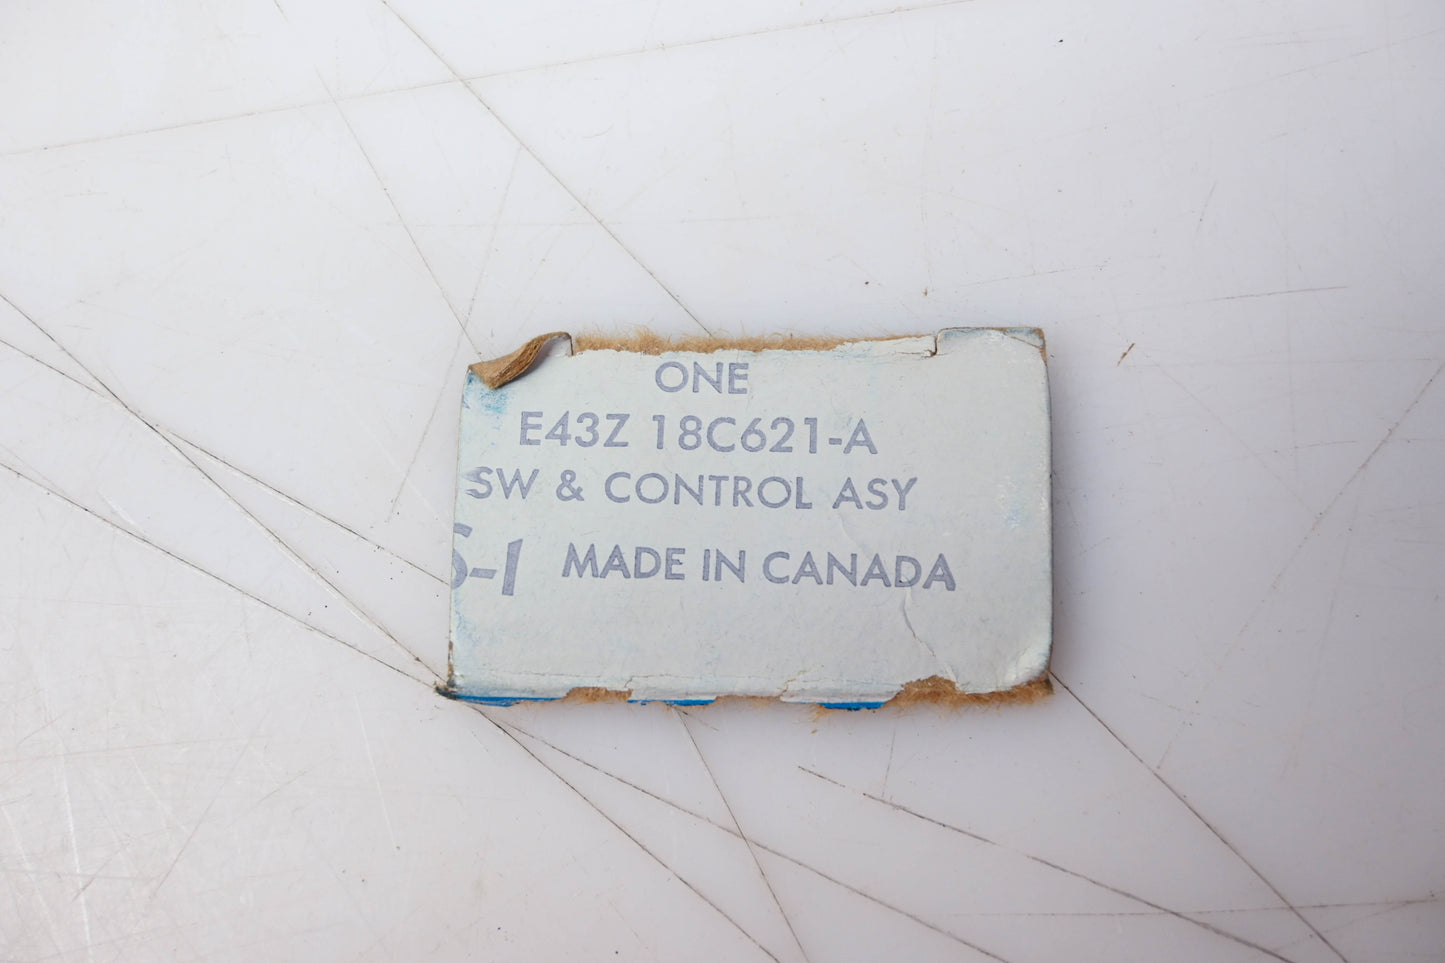 ONE
E43Z 18C621-A
SW & CONTROL ASY
-1 MADE IN CANADA